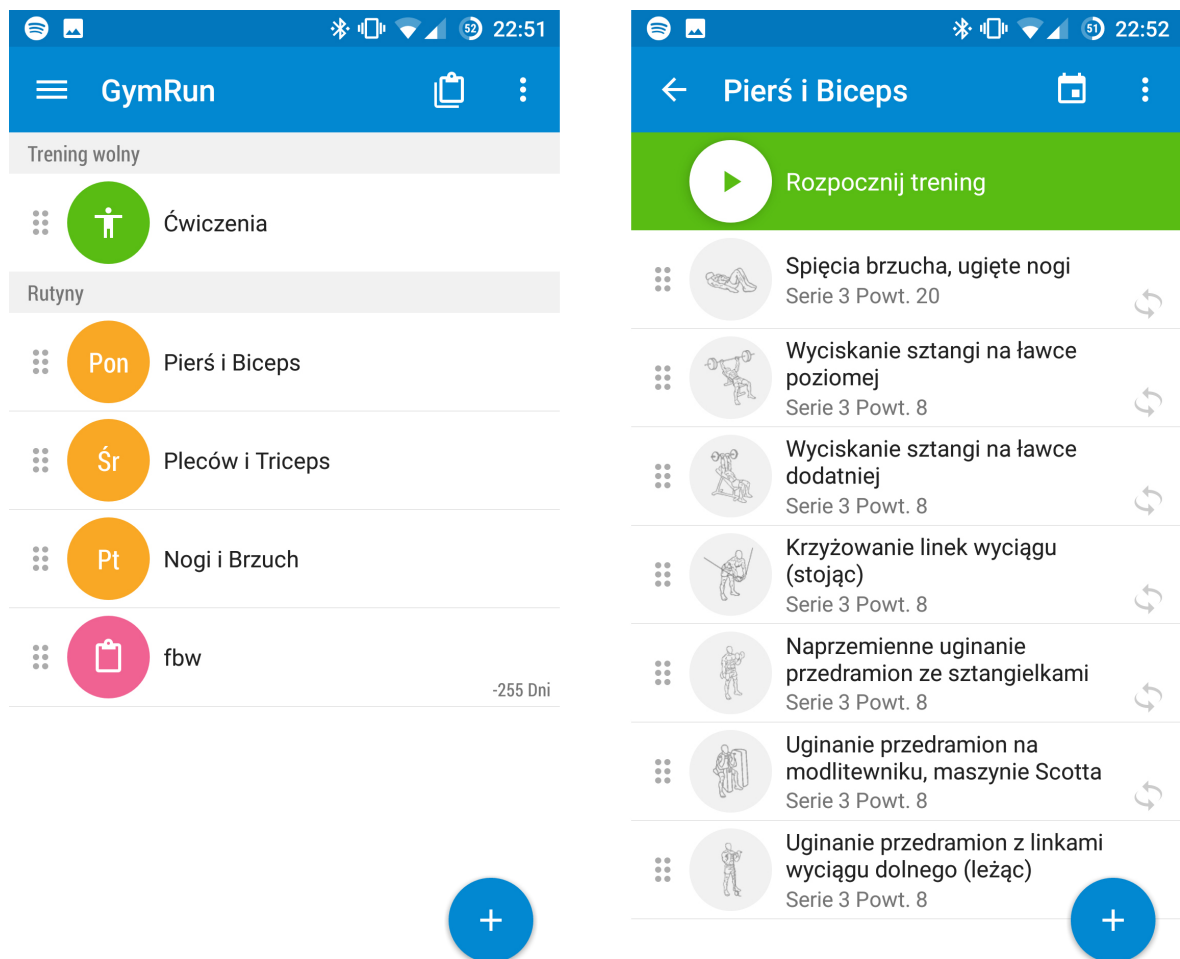 52 22:51
GymRun
Trening wolny
Ćwiczenia
Rutyny
Pon Pierś i Biceps
Śr Pleców i Triceps
Pt Nogi i Brzuch
fbw
-255 Dni
51 22:52
Pierś i Biceps
Rozpocznij trening
Spięcia brzucha, ugięte nogi
Serie 3 Powt. 20
Wyciskanie sztangi na ławce
poziomej
Serie 3 Powt. 8
Wyciskanie sztangi na ławce
dodatniej
Serie 3 Powt. 8
Krzyżowanie linek wyciągu
(stojąc)
Serie 3 Powt. 8
Naprzemienne uginanie
przedramion ze sztangielkami
Serie 3 Powt. 8
Uginanie przedramion na
modlitewniku, maszynie Scotta
Serie 3 Powt. 8
Uginanie przedramion z linkami
wyciągu dolnego (leżąc)
Serie 3 Powt. 8